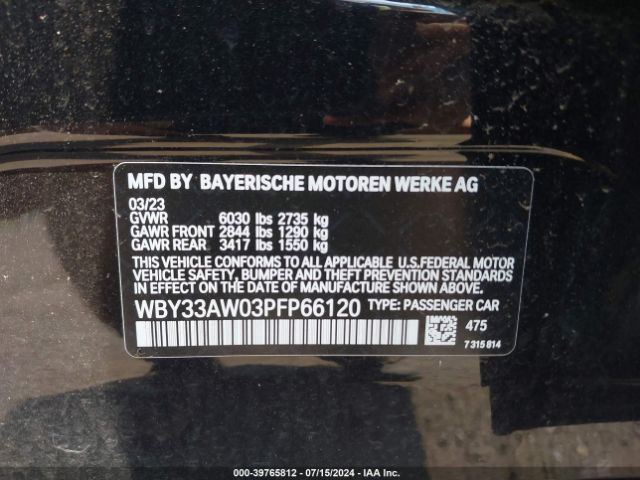 MFD BY BAYERISCHE MOTOREN WERKE AG
03/23
GVWR 6030 lbs 2735 kg
GAWR FRONT 2844 lbs 1290 kg
GAWR REAR 3417 lbs 1550 kg
THIS VEHICLE CONFORMS TO ALL APPLICABLE U.S.FEDERAL MOTOR
VEHICLE SAFETY, BUMPER AND THEFT PREVENTION STANDARDS
IN EFFECT ON THE DATE OF MANUFACTURE SHOWN ABOVE.
WBY33AW03PFP66120 TYPE: PASSENGER CAR
475
7 315 814
000-39765812 - 07/15/2024 - IAA Inc.